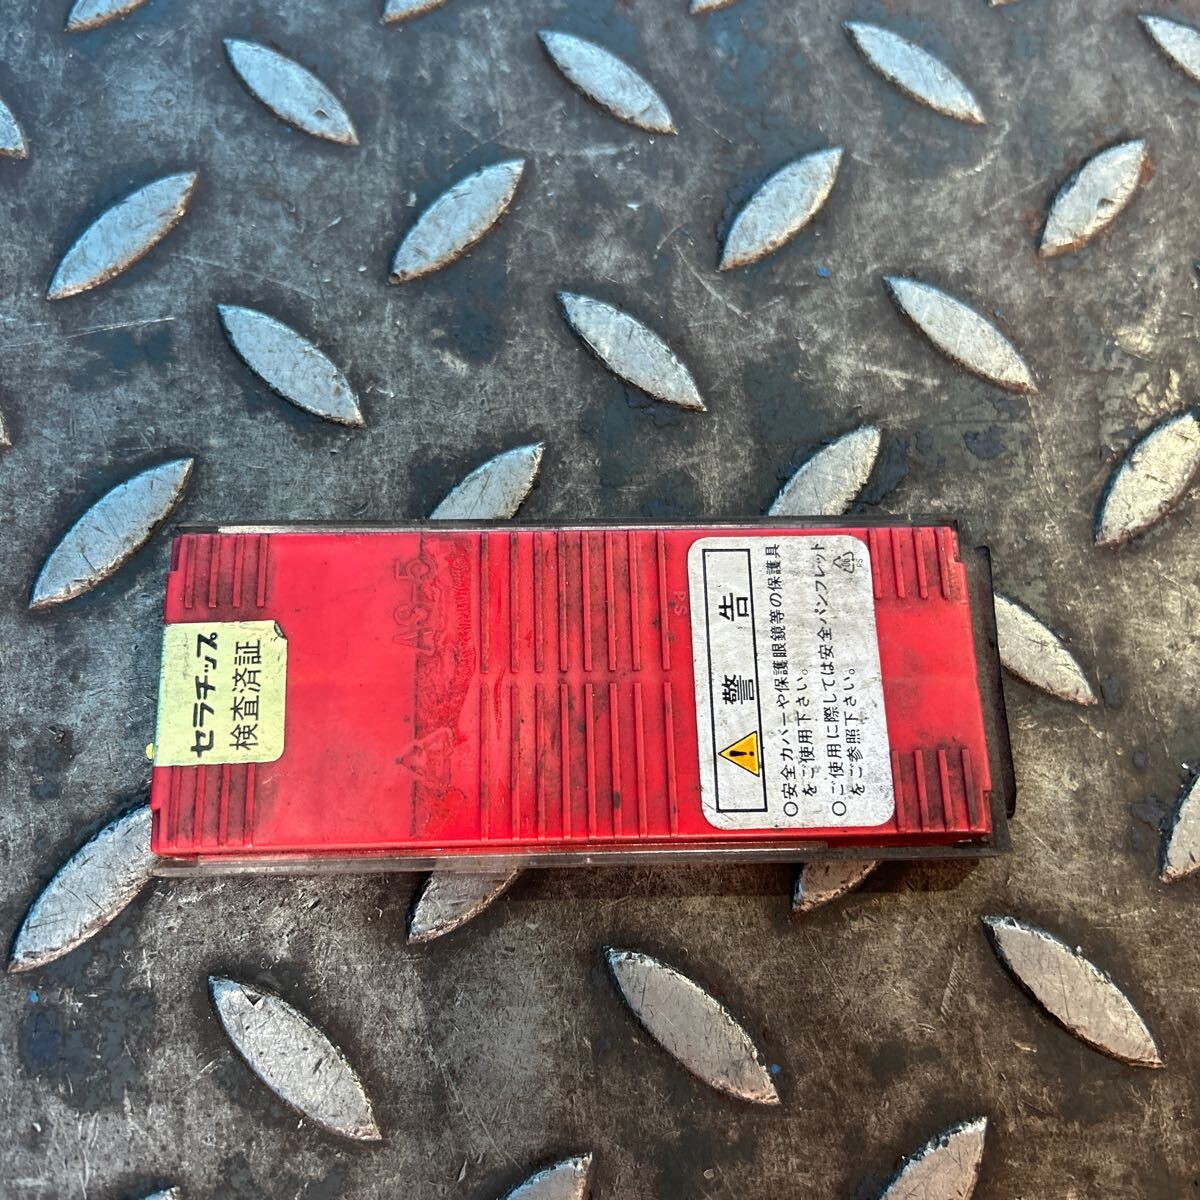 セラチップ
検査済証
AS-5
PS
警告
○安全カバーや保護眼鏡等の保護具
をご使用下さい。
○ご使用に際しては安全パンフレット
をご参照下さい。
PS